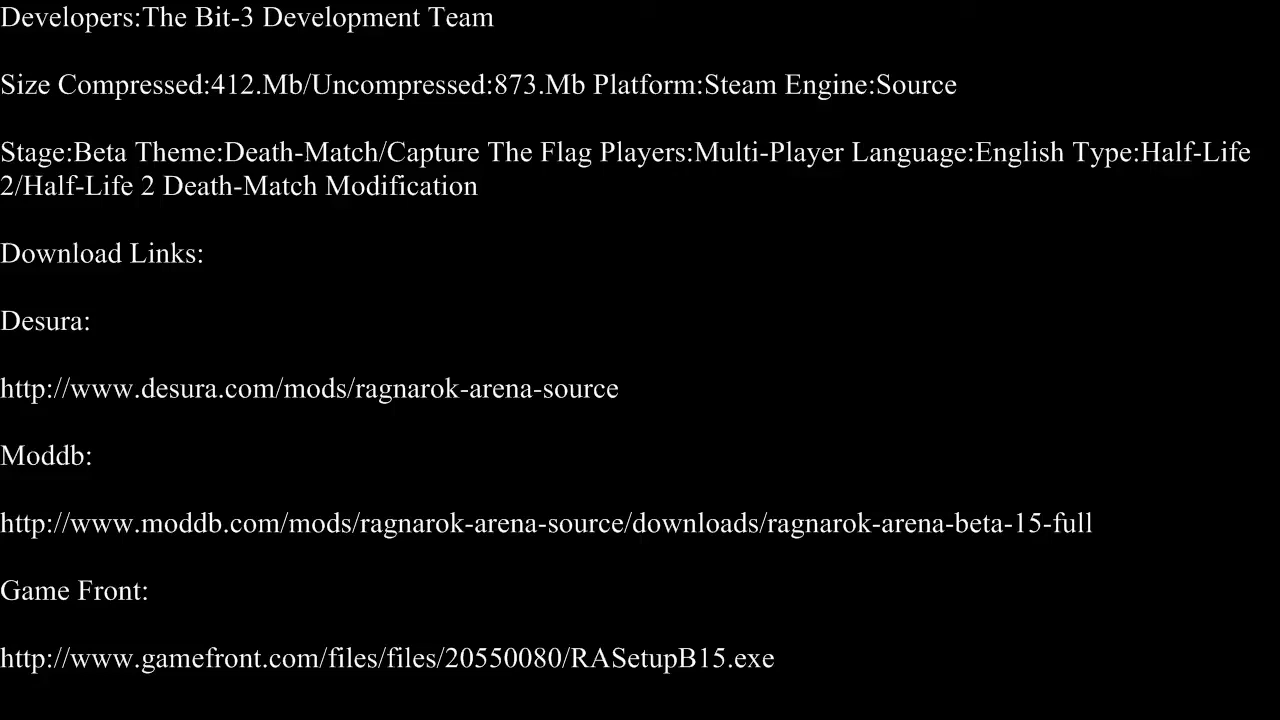 Developers:The Bit-3 Development Team
Size Compressed:412.Mb/Uncompressed:873.Mb Platform:Steam Engine:Source
Stage:Beta Theme:Death-Match/Capture The Flag Players:Multi-Player Language:English Type:Half-Life
2/Half-Life 2 Death-Match Modification
Download Links:
Desura:
http://www.desura.com/mods/ragnarok-arena-source
Moddb:
http://www.moddb.com/mods/ragnarok-arena-source/downloads/ragnarok-arena-beta-15-full
Game Front:
http://www.gamefront.com/files/files/20550080/RASetupB15.exe